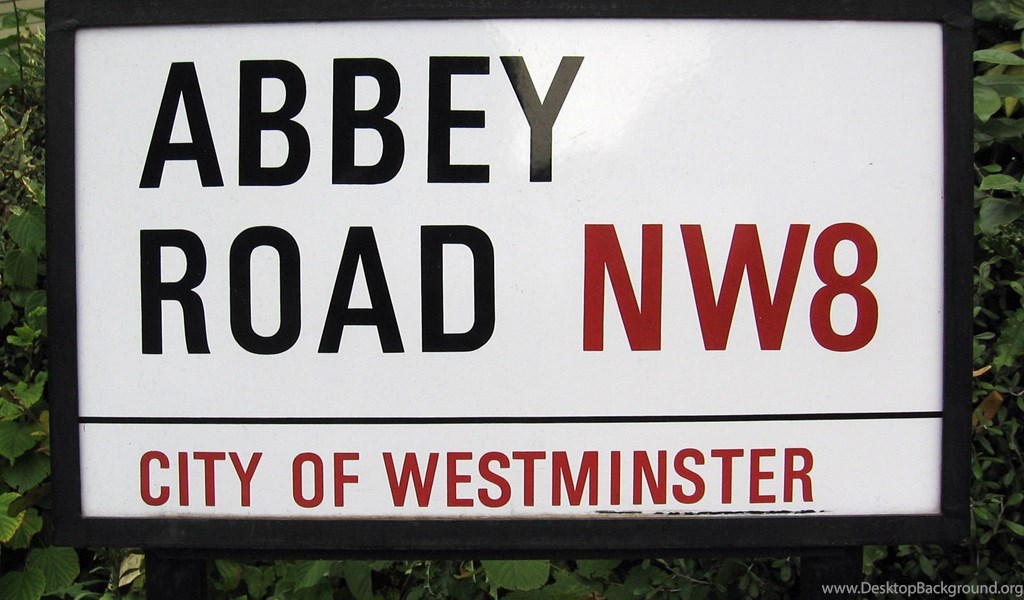 ABBEY
ROAD NW8
CITY OF WESTMINSTER
www.DesktopBackground.org